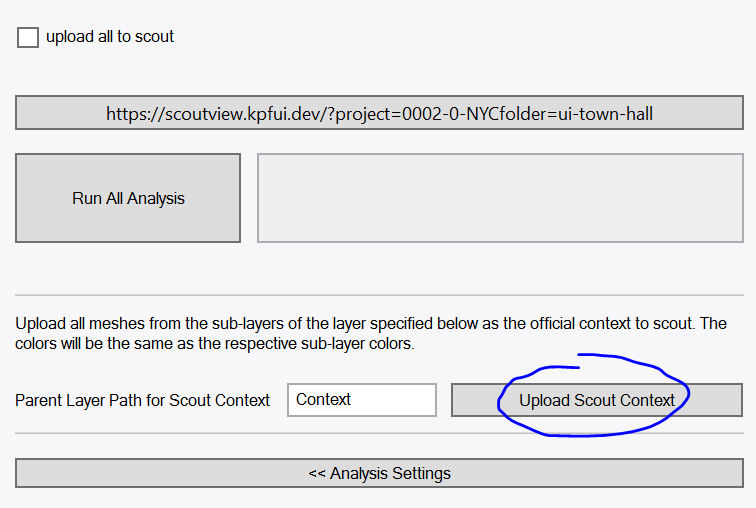 upload all to scout
https://scoutview.kpfui.dev/?project=0002-0-NYCfolder=ui-town-hall
Run All Analysis
Upload all meshes from the sub-layers of the layer specified below as the official context to scout. The
colors will be the same as the respective sub-layer colors.
Parent Layer Path for Scout Context Context Upload Scout Context
<< Analysis Settings